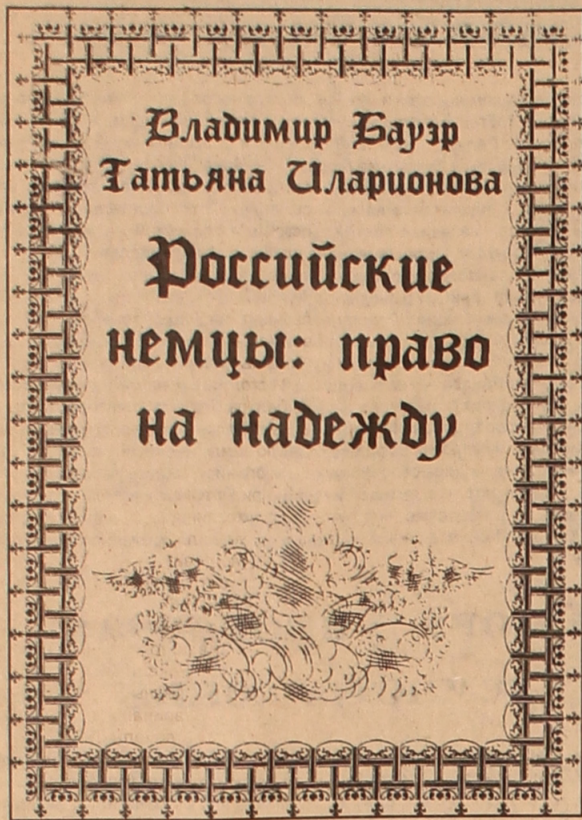 Владимир Бауэр
Татьяна Иларионова
Российские
немцы: право
на надежду